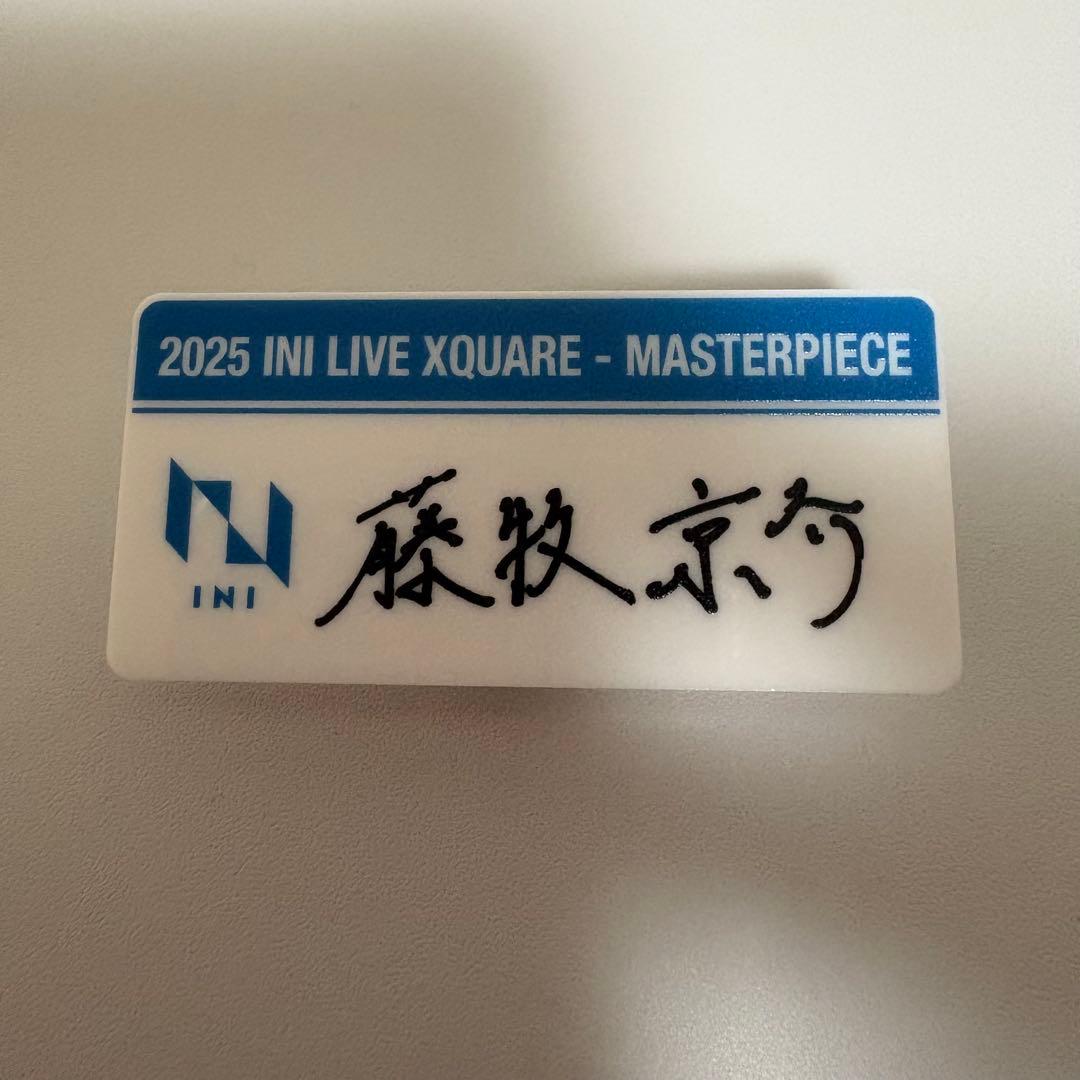 2025 INI LIVE XQUARE - MASTERPIECE
INI
藤牧京介